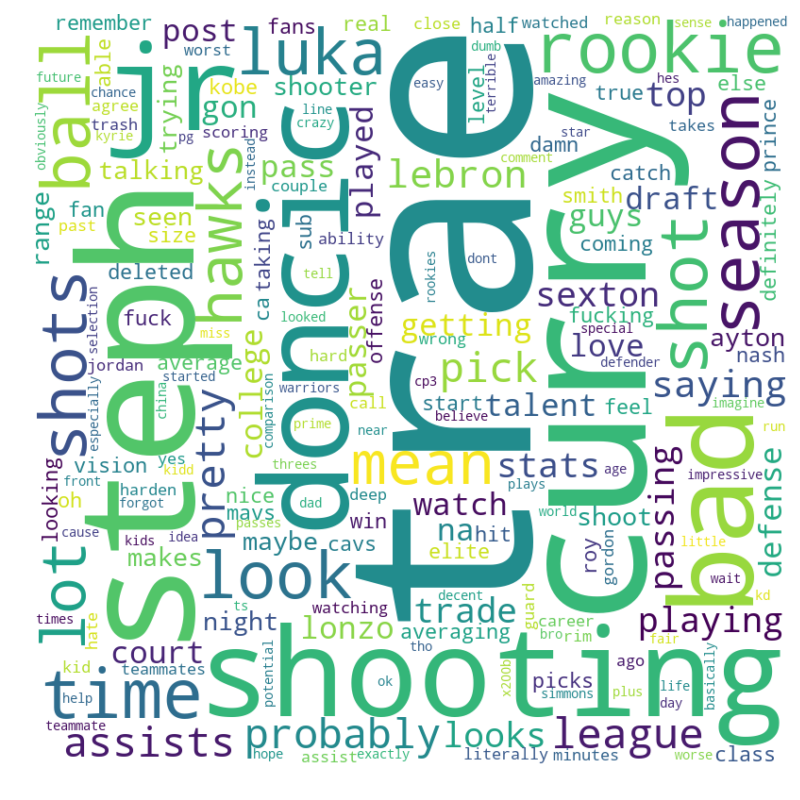 remember
post
fans
real
close
half
watched
reason
sense
happened
rookie
worst
luka
dumb
easy
amazing
hes
ball
able
jr
kobe
shooter
level
terrible
future
chance
agree
trying
gon
true
top
else
obviously
trash
kyrie
pg
scoring
line
crazy
star
takes
prince
talking
hawks
pass
instead
couple
played
lebron
comment
damn
catch
draft
smith
guys
season
range
fan
past
seen
size
sub
ability
dont
coming
definitely
deleted
ca
taking
tell
rookies
sexton
shot
shots
steph
fuck
miss
looked
doncic
trae
curry
offense
passer
getting
wrong
special
fucking
love
defender
ayton
nash
selection
jordan
average
started
college
hard
warriors
cp3
pick
saying
especially
china
comparison
call
start
talent
believe
feel
imagine
run
looking
vision
yes
pretty
prime
near
mean
stats
age
bad
front
kidd
threes
deep
plays
impressive
oh
harden
forgot
nice
mavs
dad
watch
world
shoot
passing
defense
cause
kids
idea
passes
win
na
hit
roy
gordon
little
lot
makes
maybe
cavs
elite
wait
kd
look
times
ts
watching
decent
trade
guard
career
playing
hate
night
lonzo
averaging
go
bro
rim
fair
kid
court
teammates
tho
shooting
x200b
picks
ago
time
help
potential
ok
simmons
plus
life
day
basically
teammate
assists
probably
looks
league
hope
assist
exactly
literally
minutes
worse
class